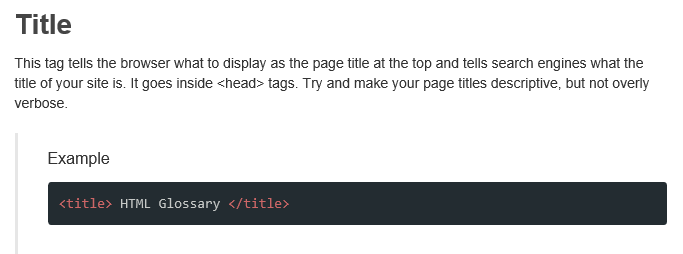 Title
This tag tells the browser what to display as the page title at the top and tells search engines what the
title of your site is. It goes inside <head> tags. Try and make your page titles descriptive, but not overly
verbose.
Example
<title> HTML Glossary </title>